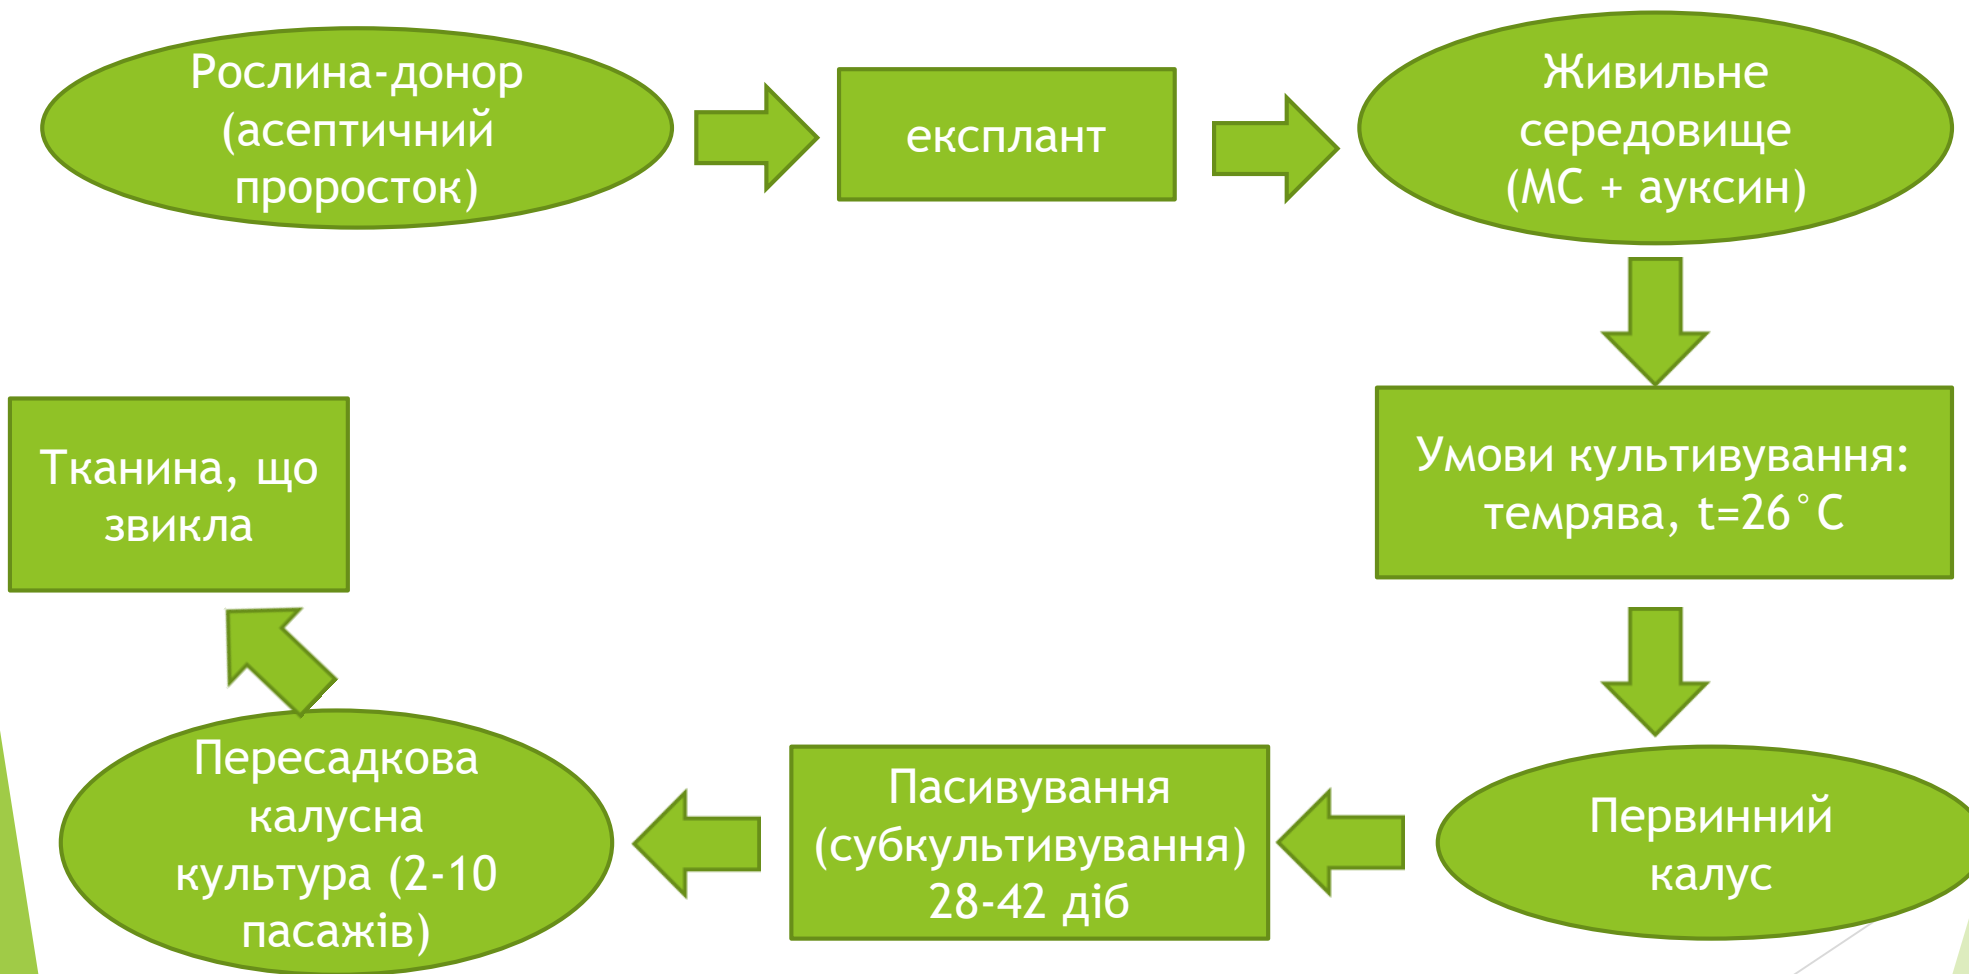 Рослина-донор
(асептичний
проросток)
експлант
Живильне
середовище
(МС + ауксин)
Умови культивування:
темрява, t=26°C
Первинний
калус
Пасивування
(субкультивування)
28-42 діб
Пересадкова
калусна
культура (2-10
пасажів)
Тканина, що
звикла